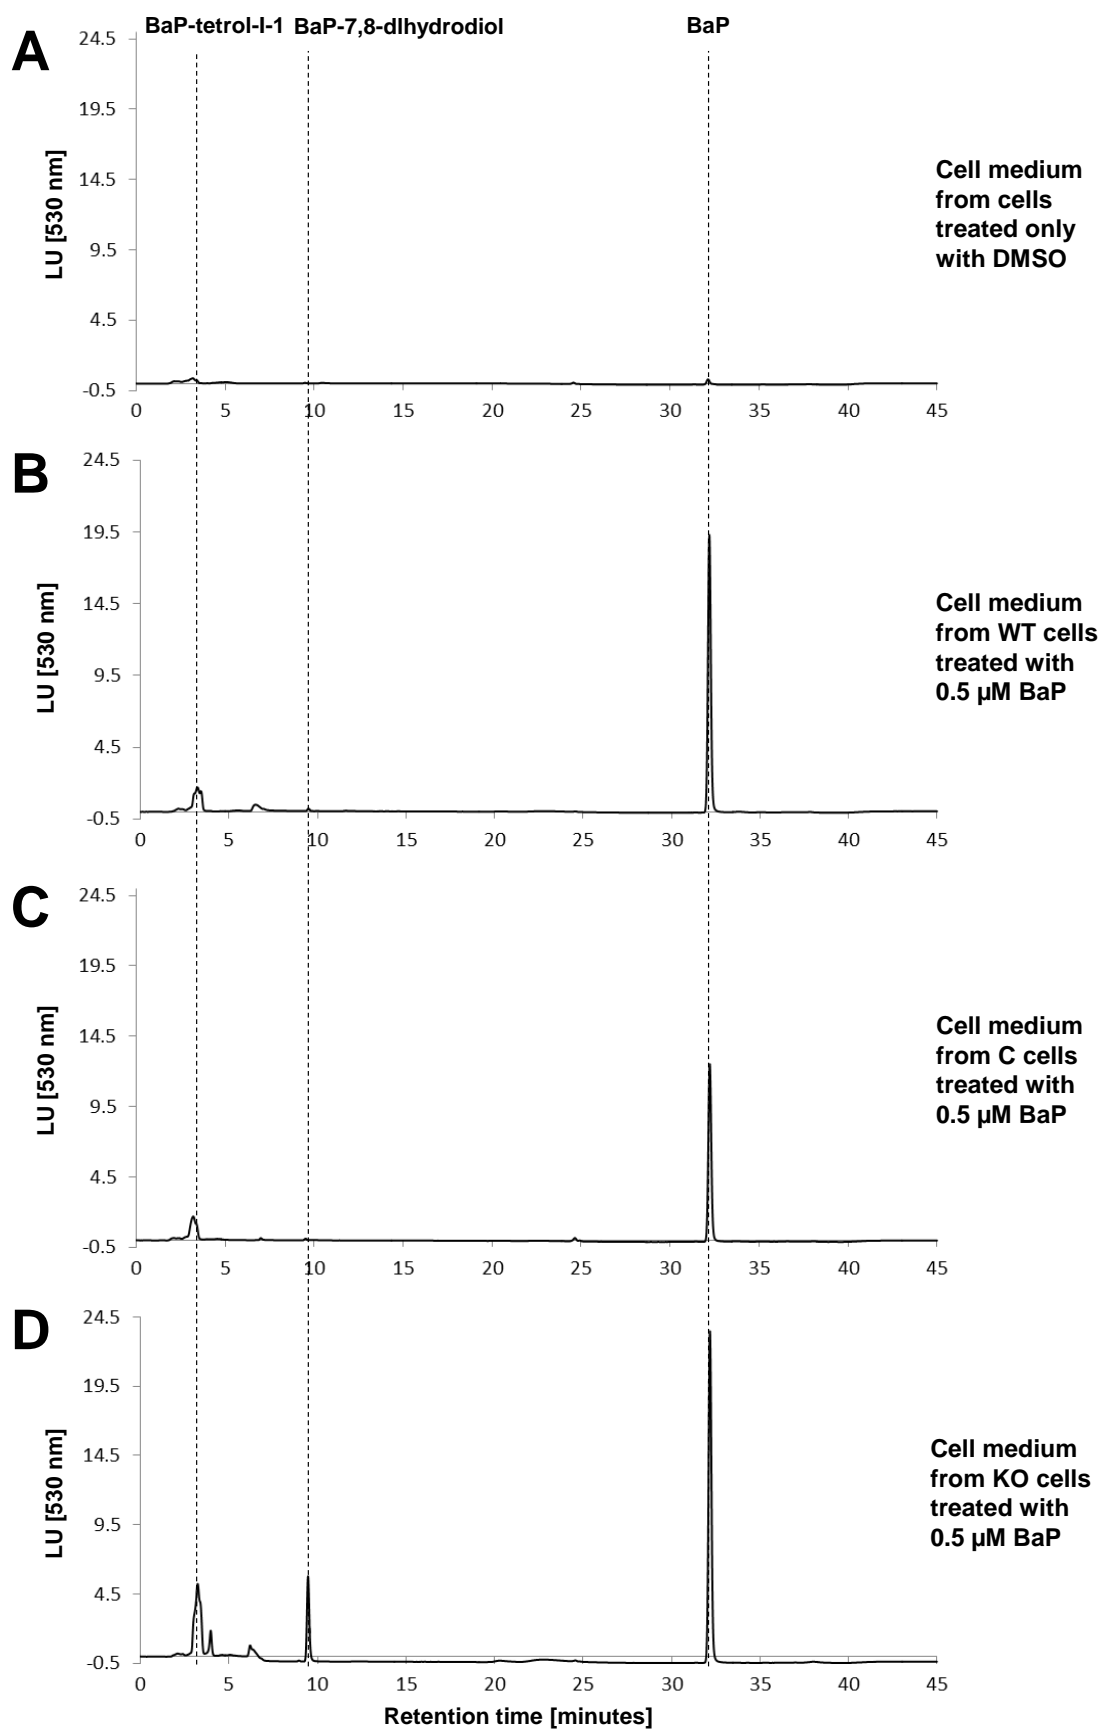 BaP-tetrol-I-1 BaP-7,8-dlhydrodiol BaP
A
24.5
19.5
14.5
9.5
4.5
-0.5
LU [530 nm]
0 5 10 15 20 25 30 35 40 45
Cell medium
from cells
treated only
with DMSO
B
24.5
19.5
14.5
9.5
4.5
-0.5
LU [530 nm]
0 5 10 15 20 25 30 35 40 45
Cell medium
from WT cells
treated with
0.5 µM BaP
C
24.5
19.5
14.5
9.5
4.5
-0.5
LU [530 nm]
0 5 10 15 20 25 30 35 40 45
Cell medium
from C cells
treated with
0.5 µM BaP
D
24.5
19.5
14.5
9.5
4.5
-0.5
LU [530 nm]
0 5 10 15 20 25 30 35 40 45
Cell medium
from KO cells
treated with
0.5 µM BaP
Retention time [minutes]